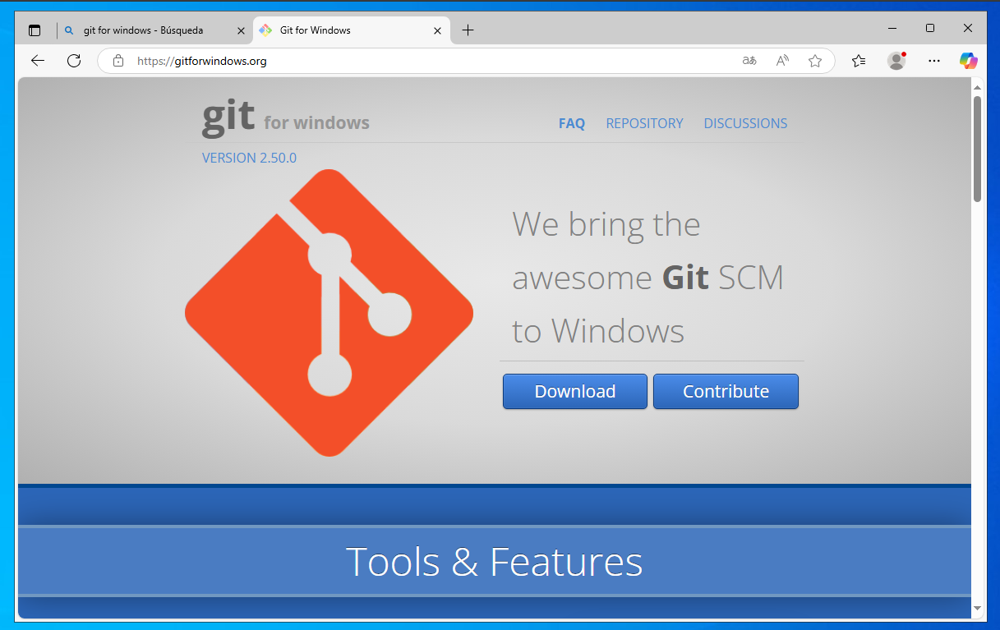 git for windows - Búsqueda
Git for Windows
https://gitforwindows.org
git for windows
FAQ REPOSITORY DISCUSSIONS
VERSION 2.50.0
We bring the
awesome Git SCM
to Windows
Download Contribute
Tools & Features